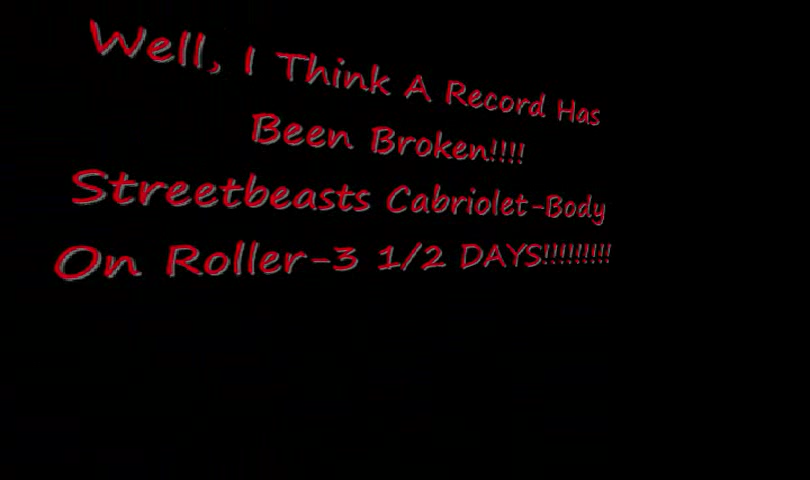 Well, I Think A Record Has
Been Broken!!!!
Streetbeasts Cabriolet-Body
On Roller-3 1/2 DAYS!!!!!!!!!